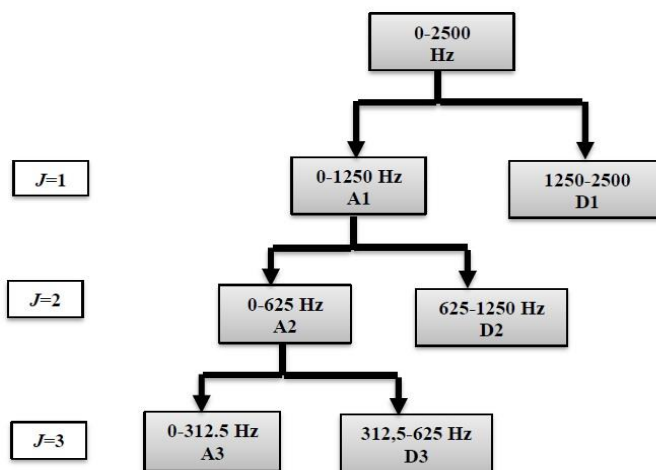 0-2500
Hz
J=1
0-1250 Hz
A1
1250-2500
D1
J=2
0-625 Hz
A2
625-1250 Hz
D2
J=3
0-312.5 Hz
A3
312,5-625 Hz
D3